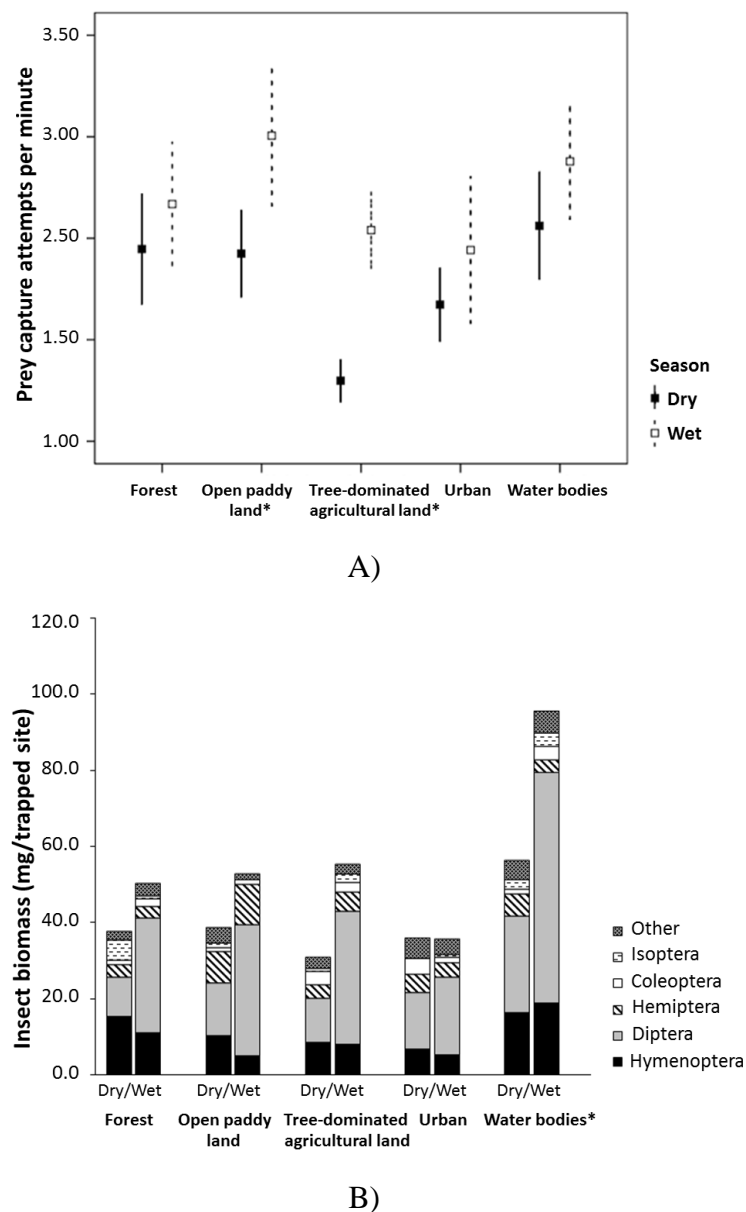 3.50
3.00
2.50
1.50
1.00
Prey capture attempts per minute
Season
Dry
Wet
Forest
Open paddy
land*
Tree-dominated
agricultural land*
Urban
Water bodies
A)
120.0
100.0
80.0
60.0
40.0
20.0
0.0
Insect biomass (mg/trapped site)
Other
Isoptera
Coleoptera
Hemiptera
Diptera
Hymenoptera
Dry/Wet Dry/Wet Dry/Wet Dry/Wet Dry/Wet
Forest
Open paddy
land
Tree-dominated
agricultural land
Urban
Water bodies*
B)